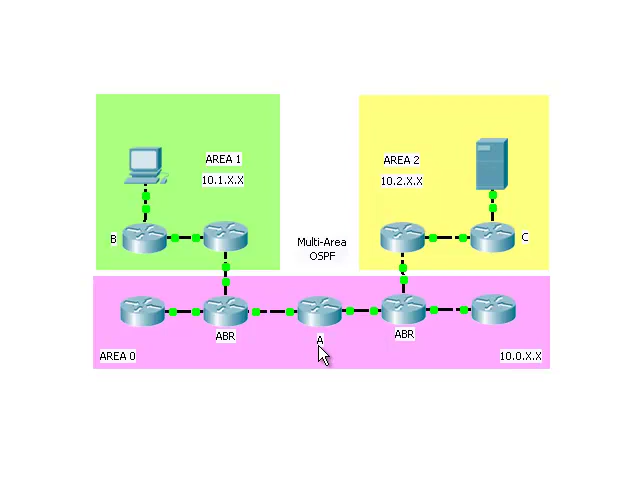 AREA 1
10.1.X.X
AREA 2
10.2.X.X
B
C
Multi-Area
OSPF
ABR
A
ABR
AREA 0
10.0.X.X